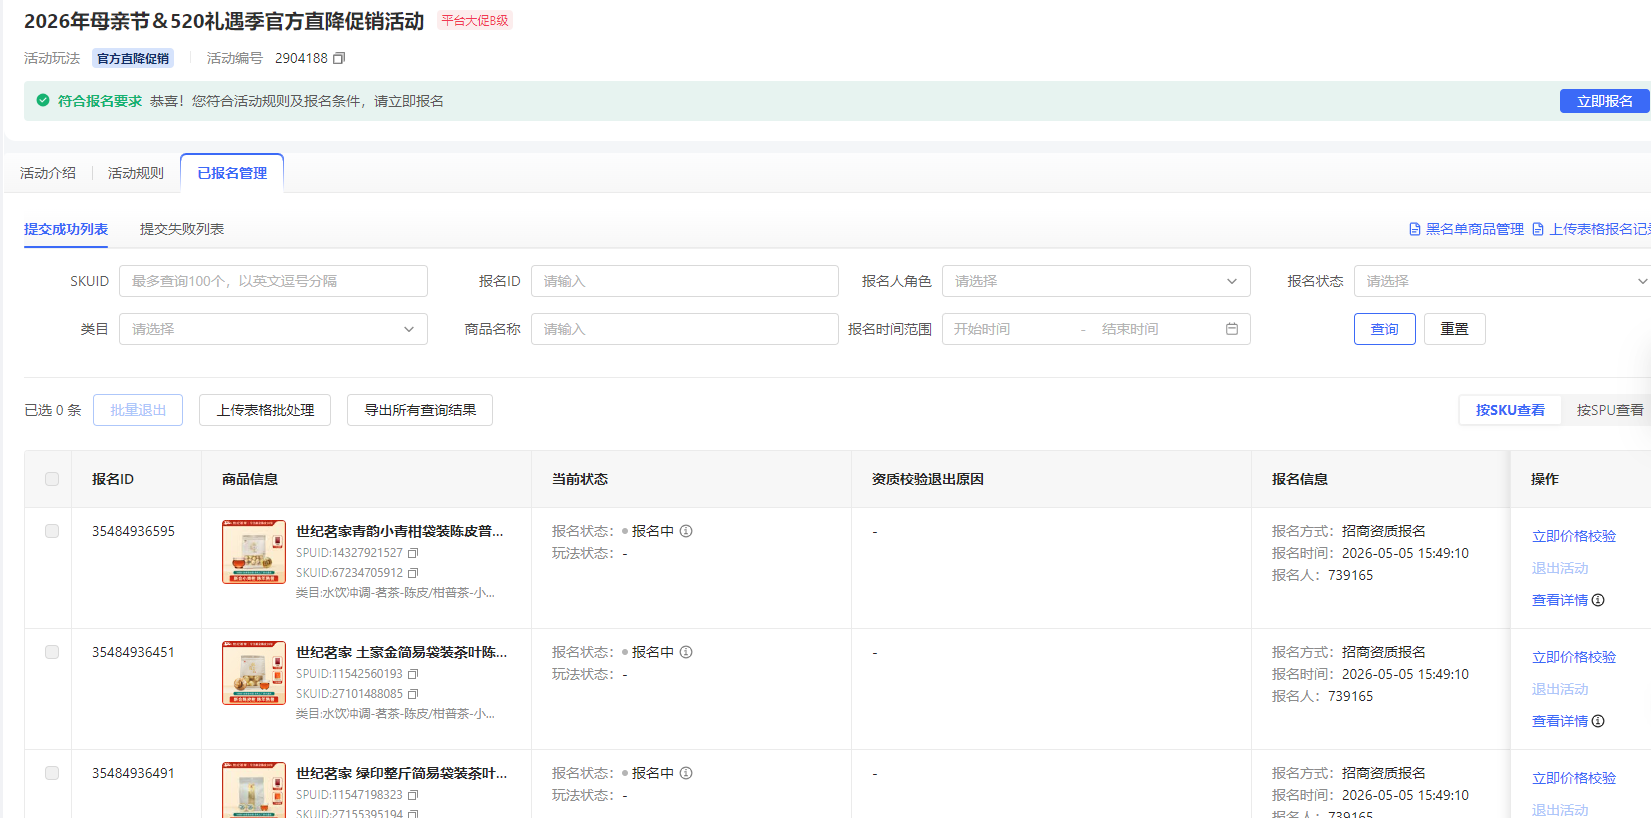 2026年母亲节＆520礼遇季官方直降促销活动 平台大促B级
活动玩法 官方直降促销 活动编号 2904188
符合报名要求 恭喜！您符合活动规则及报名条件，请立即报名 立即报名
活动介绍 活动规则 已报名管理
提交成功列表 提交失败列表 黑名单商品管理 上传表格报名记
SKUID 最多查询100个，以英文逗号分隔 报名ID 请输入 报名人角色 请选择 报名状态 请选择
类目 请选择 商品名称 请输入 报名时间范围 开始时间 - 结束时间 查询 重置
已选 0 条 批量退出 上传表格批处理 导出所有查询结果 按SKU查看 按SPU查看
报名ID 商品信息 当前状态 资质校验退出原因 报名信息 操作
35484936595 世纪茗家青韵小青柑袋装陈皮普... 报名状态： 报名中 - 报名方式：招商资质报名 立即价格校验
SPUID:14327921527 玩法状态：- 报名时间：2026-05-05 15:49:10 退出活动
SKUID:67234705912 报名人：739165
类目:水饮冲调-茗茶-陈皮/柑普茶-小... 查看详情
35484936451 世纪茗家 土家金简易袋装茶叶陈... 报名状态： 报名中 - 报名方式：招商资质报名 立即价格校验
SPUID:11542560193 玩法状态：- 报名时间：2026-05-05 15:49:10 退出活动
SKUID:27101488085 报名人：739165
类目:水饮冲调-茗茶-陈皮/柑普茶-小... 查看详情
35484936491 世纪茗家 绿印整斤简易袋装茶叶... 报名状态： 报名中 - 报名方式：招商资质报名 立即价格校验
SPUID:11547198323 玩法状态：- 报名时间：2026-05-05 15:49:10 退出活动
SKUID:27155395194 报名人：739165